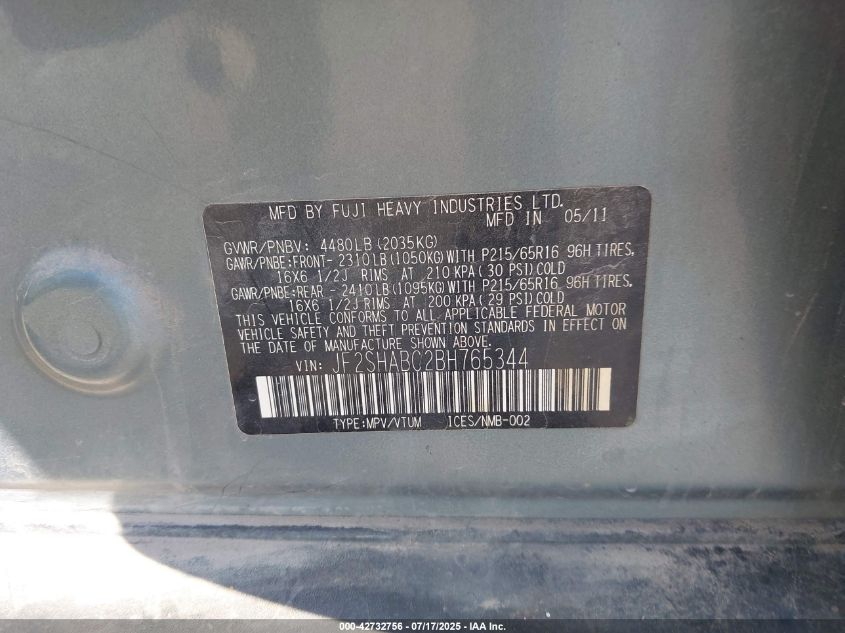 MFD BY FUJI HEAVY INDUSTRIES LTD.
MFD IN 05/11
GVWR/PNBV: 4480LB (2035KG)
GAWR/PNBE:FRONT- 2310LB(1050KG)WITH P215/65R16 96H TIRES,
16X6 1/2J RIMS AT 210 KPA(30 PSI)COLD
GAWR/PNBE:REAR - 2410LB(1095KG)WITH P215/65R16 96H TIRES,
16X6 1/2J RIMS AT 200 KPA(29 PSI)COLD
THIS VEHICLE CONFORMS TO ALL APPLICABLE FEDERAL MOTOR
VEHICLE SAFETY AND THEFT PREVENTION STANDARDS IN EFFECT ON
THE DATE OF MANUFACTURE SHOWN ABOVE.
VIN: JF2SHABC2BH765344
TYPE:MPV/VTUM ICES/NMB-002
000-42732756 - 07/17/2025 - IAA Inc.